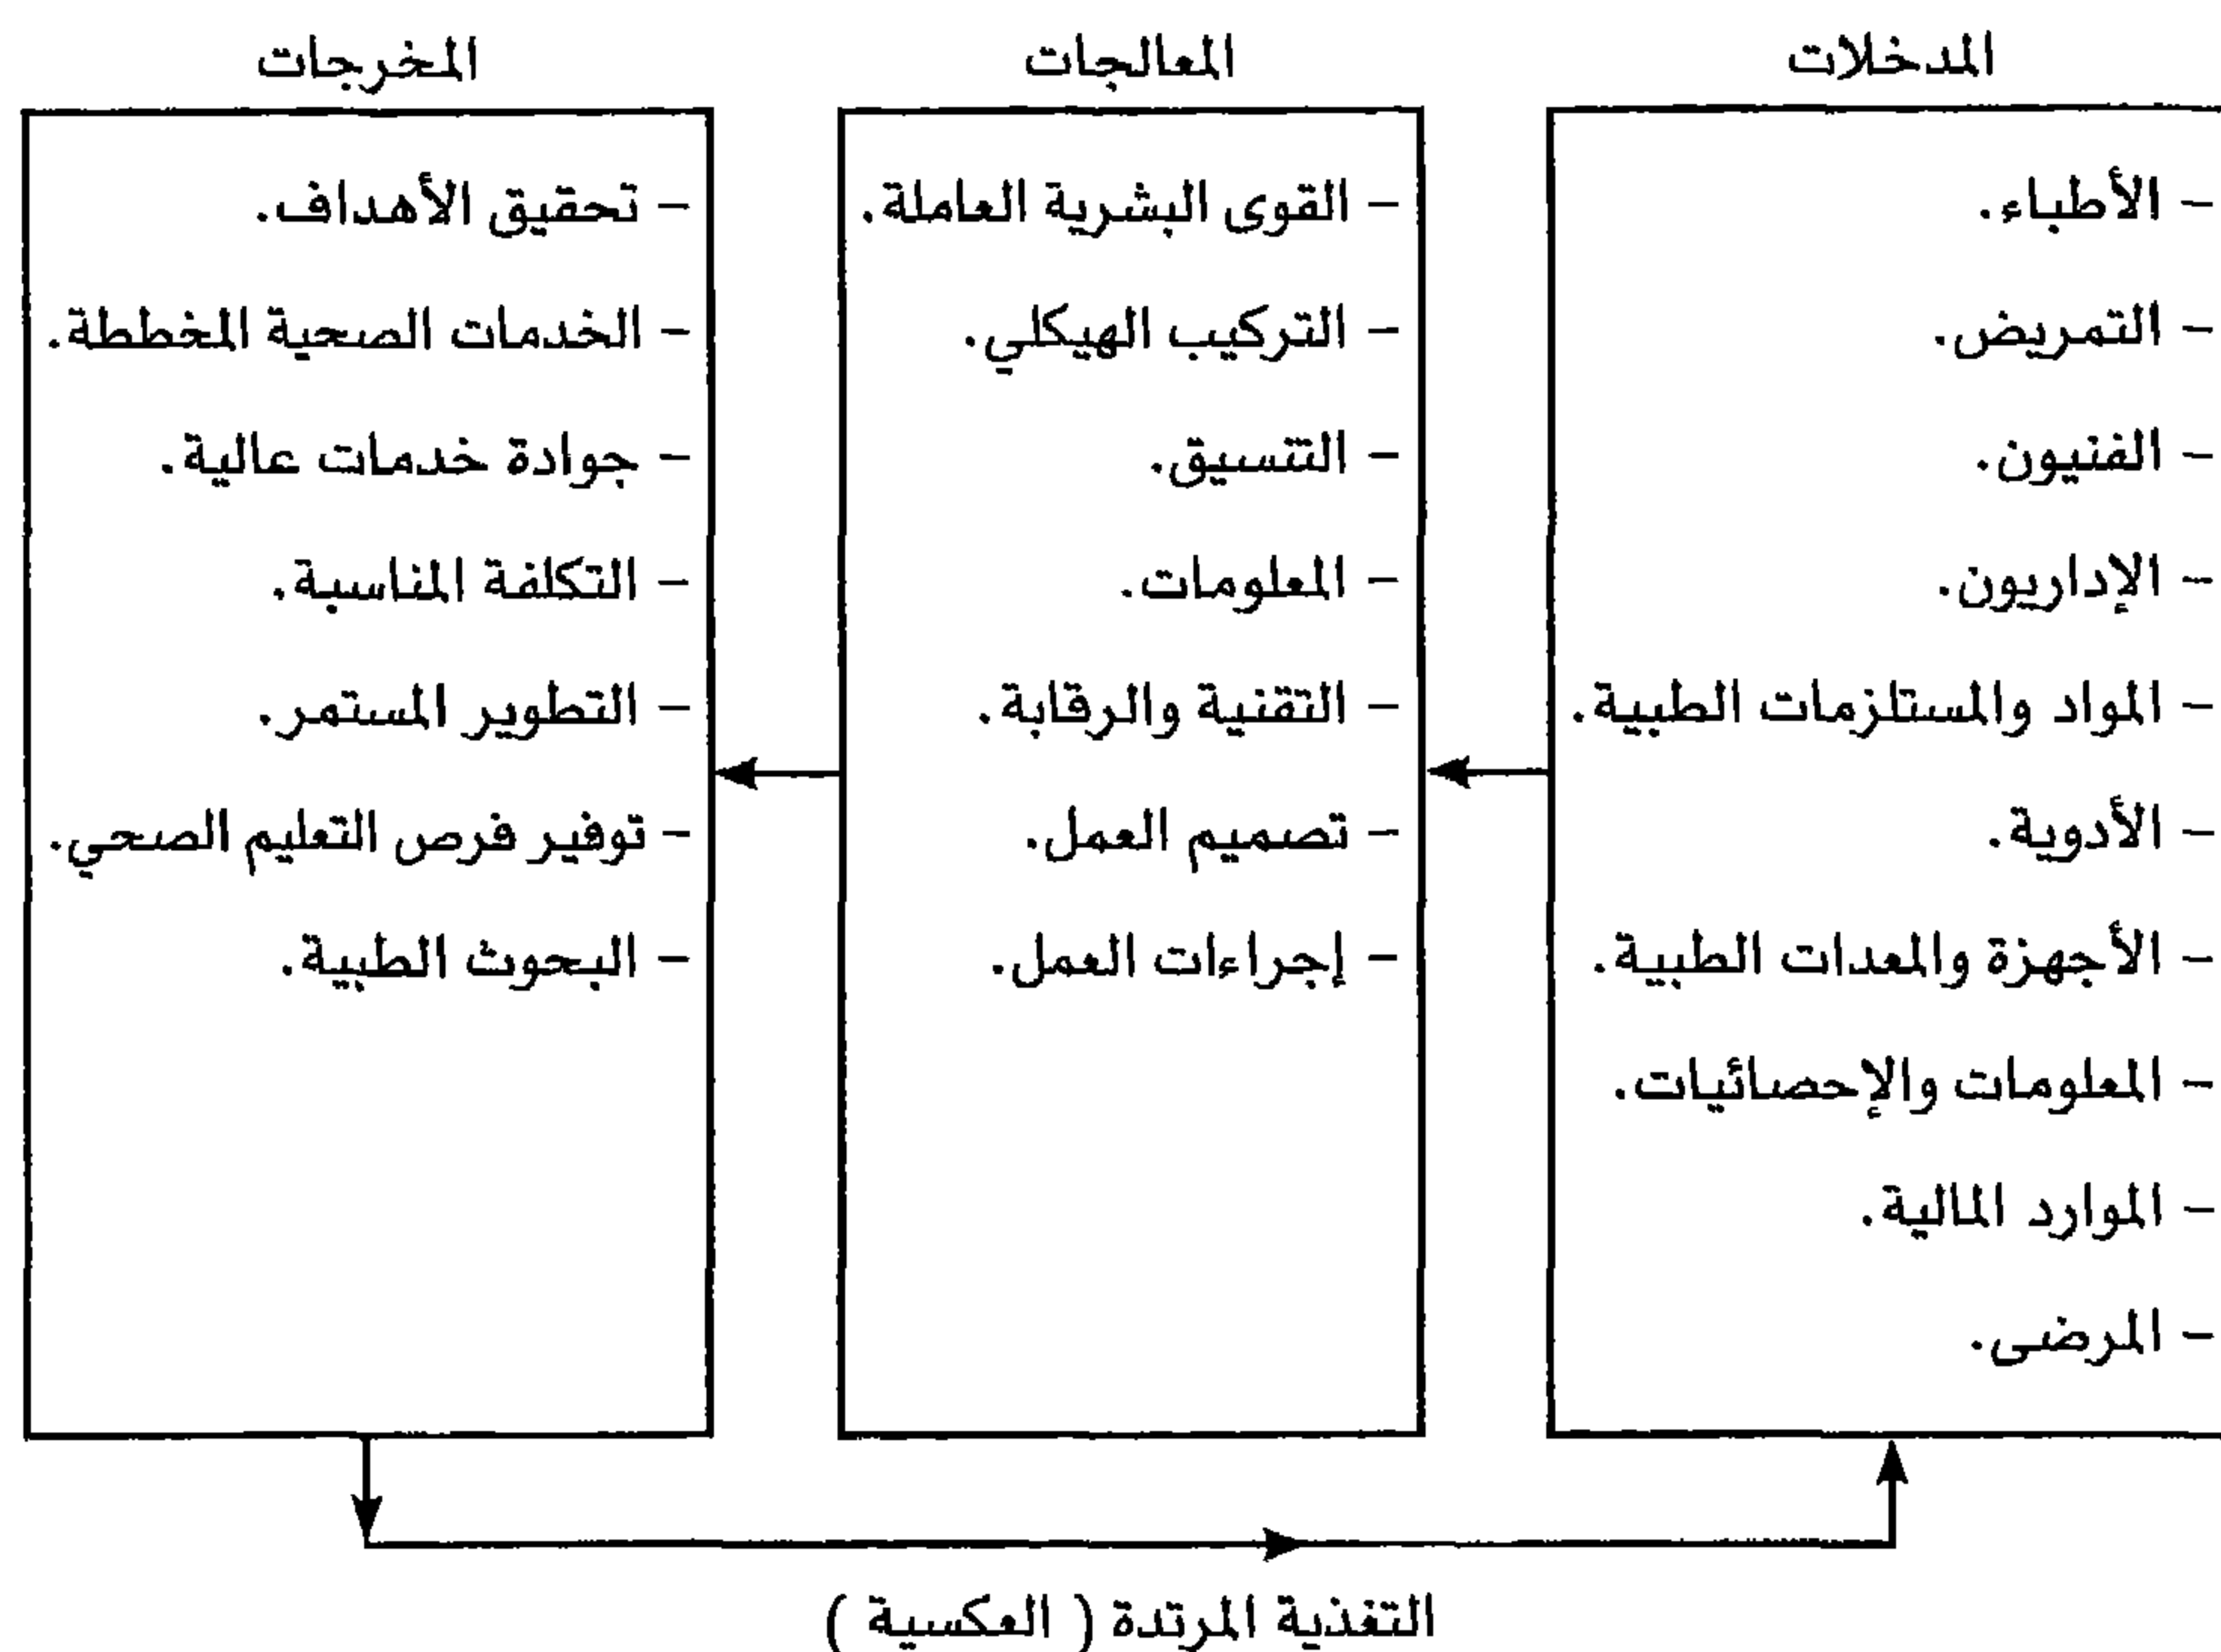 المدخلات
- الأطباء.
- التمريض.
- الفنيون.
- الإداريون.
- المواد والمستلزمات الطبية.
- الأدوية.
- الأجهزة والمعدات الطبية.
- المعلومات والإحصائيات.
- الموارد المالية.
- المرضى.
المعالجات
- القوى البشرية العاملة.
- التركيب الهيكلي.
- التنسيق.
- المعلومات.
- التقنية والرقابة.
- تصميم العمل.
- إجراءات العمل.
المخرجات
- تحقيق الأهداف.
- الخدمات الصحية المخططة.
- جوادة خدمات عالية.
- التكلفة المناسبة.
- التطوير المستمر.
- توفير فرص التعليم الصحي.
- البحوث الطبية.
التغذية المرتدة ( العكسية )